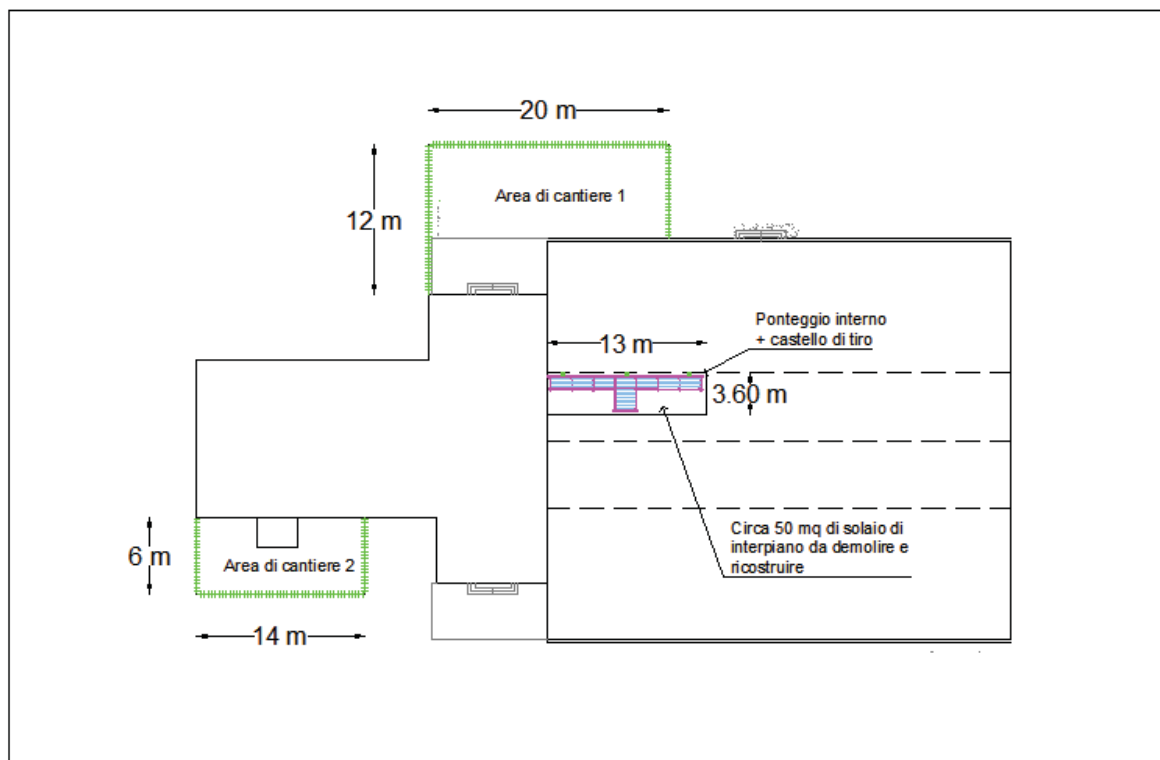 20 m
Area di cantiere 1
12 m
Ponteggio interno
+ castello di tiro
13 m
3.60 m
Circa 50 mq di solaio di
interpiano da demolire e
ricostruire
6 m
Area di cantiere 2
14 m